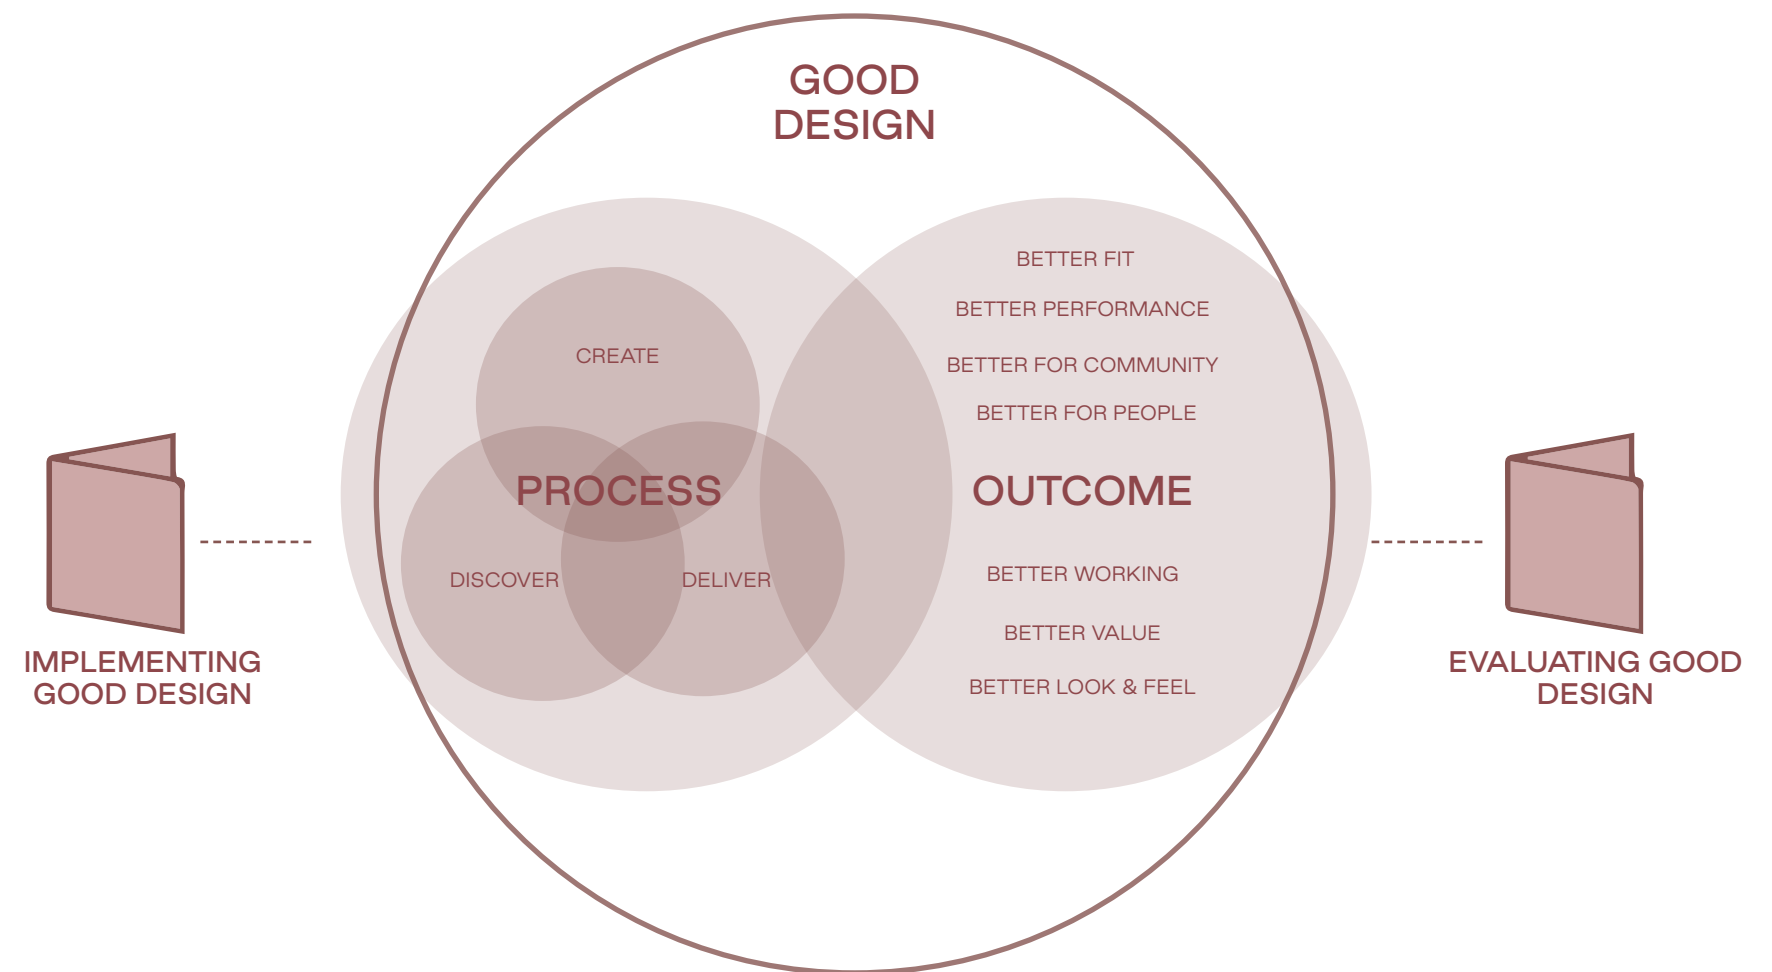 GOOD
DESIGN
BETTER FIT
BETTER PERFORMANCE
CREATE
BETTER FOR COMMUNITY
BETTER FOR PEOPLE
PROCESS
OUTCOME
DISCOVER
DELIVER
BETTER WORKING
BETTER VALUE
BETTER LOOK & FEEL
IMPLEMENTING
GOOD DESIGN
EVALUATING GOOD
DESIGN